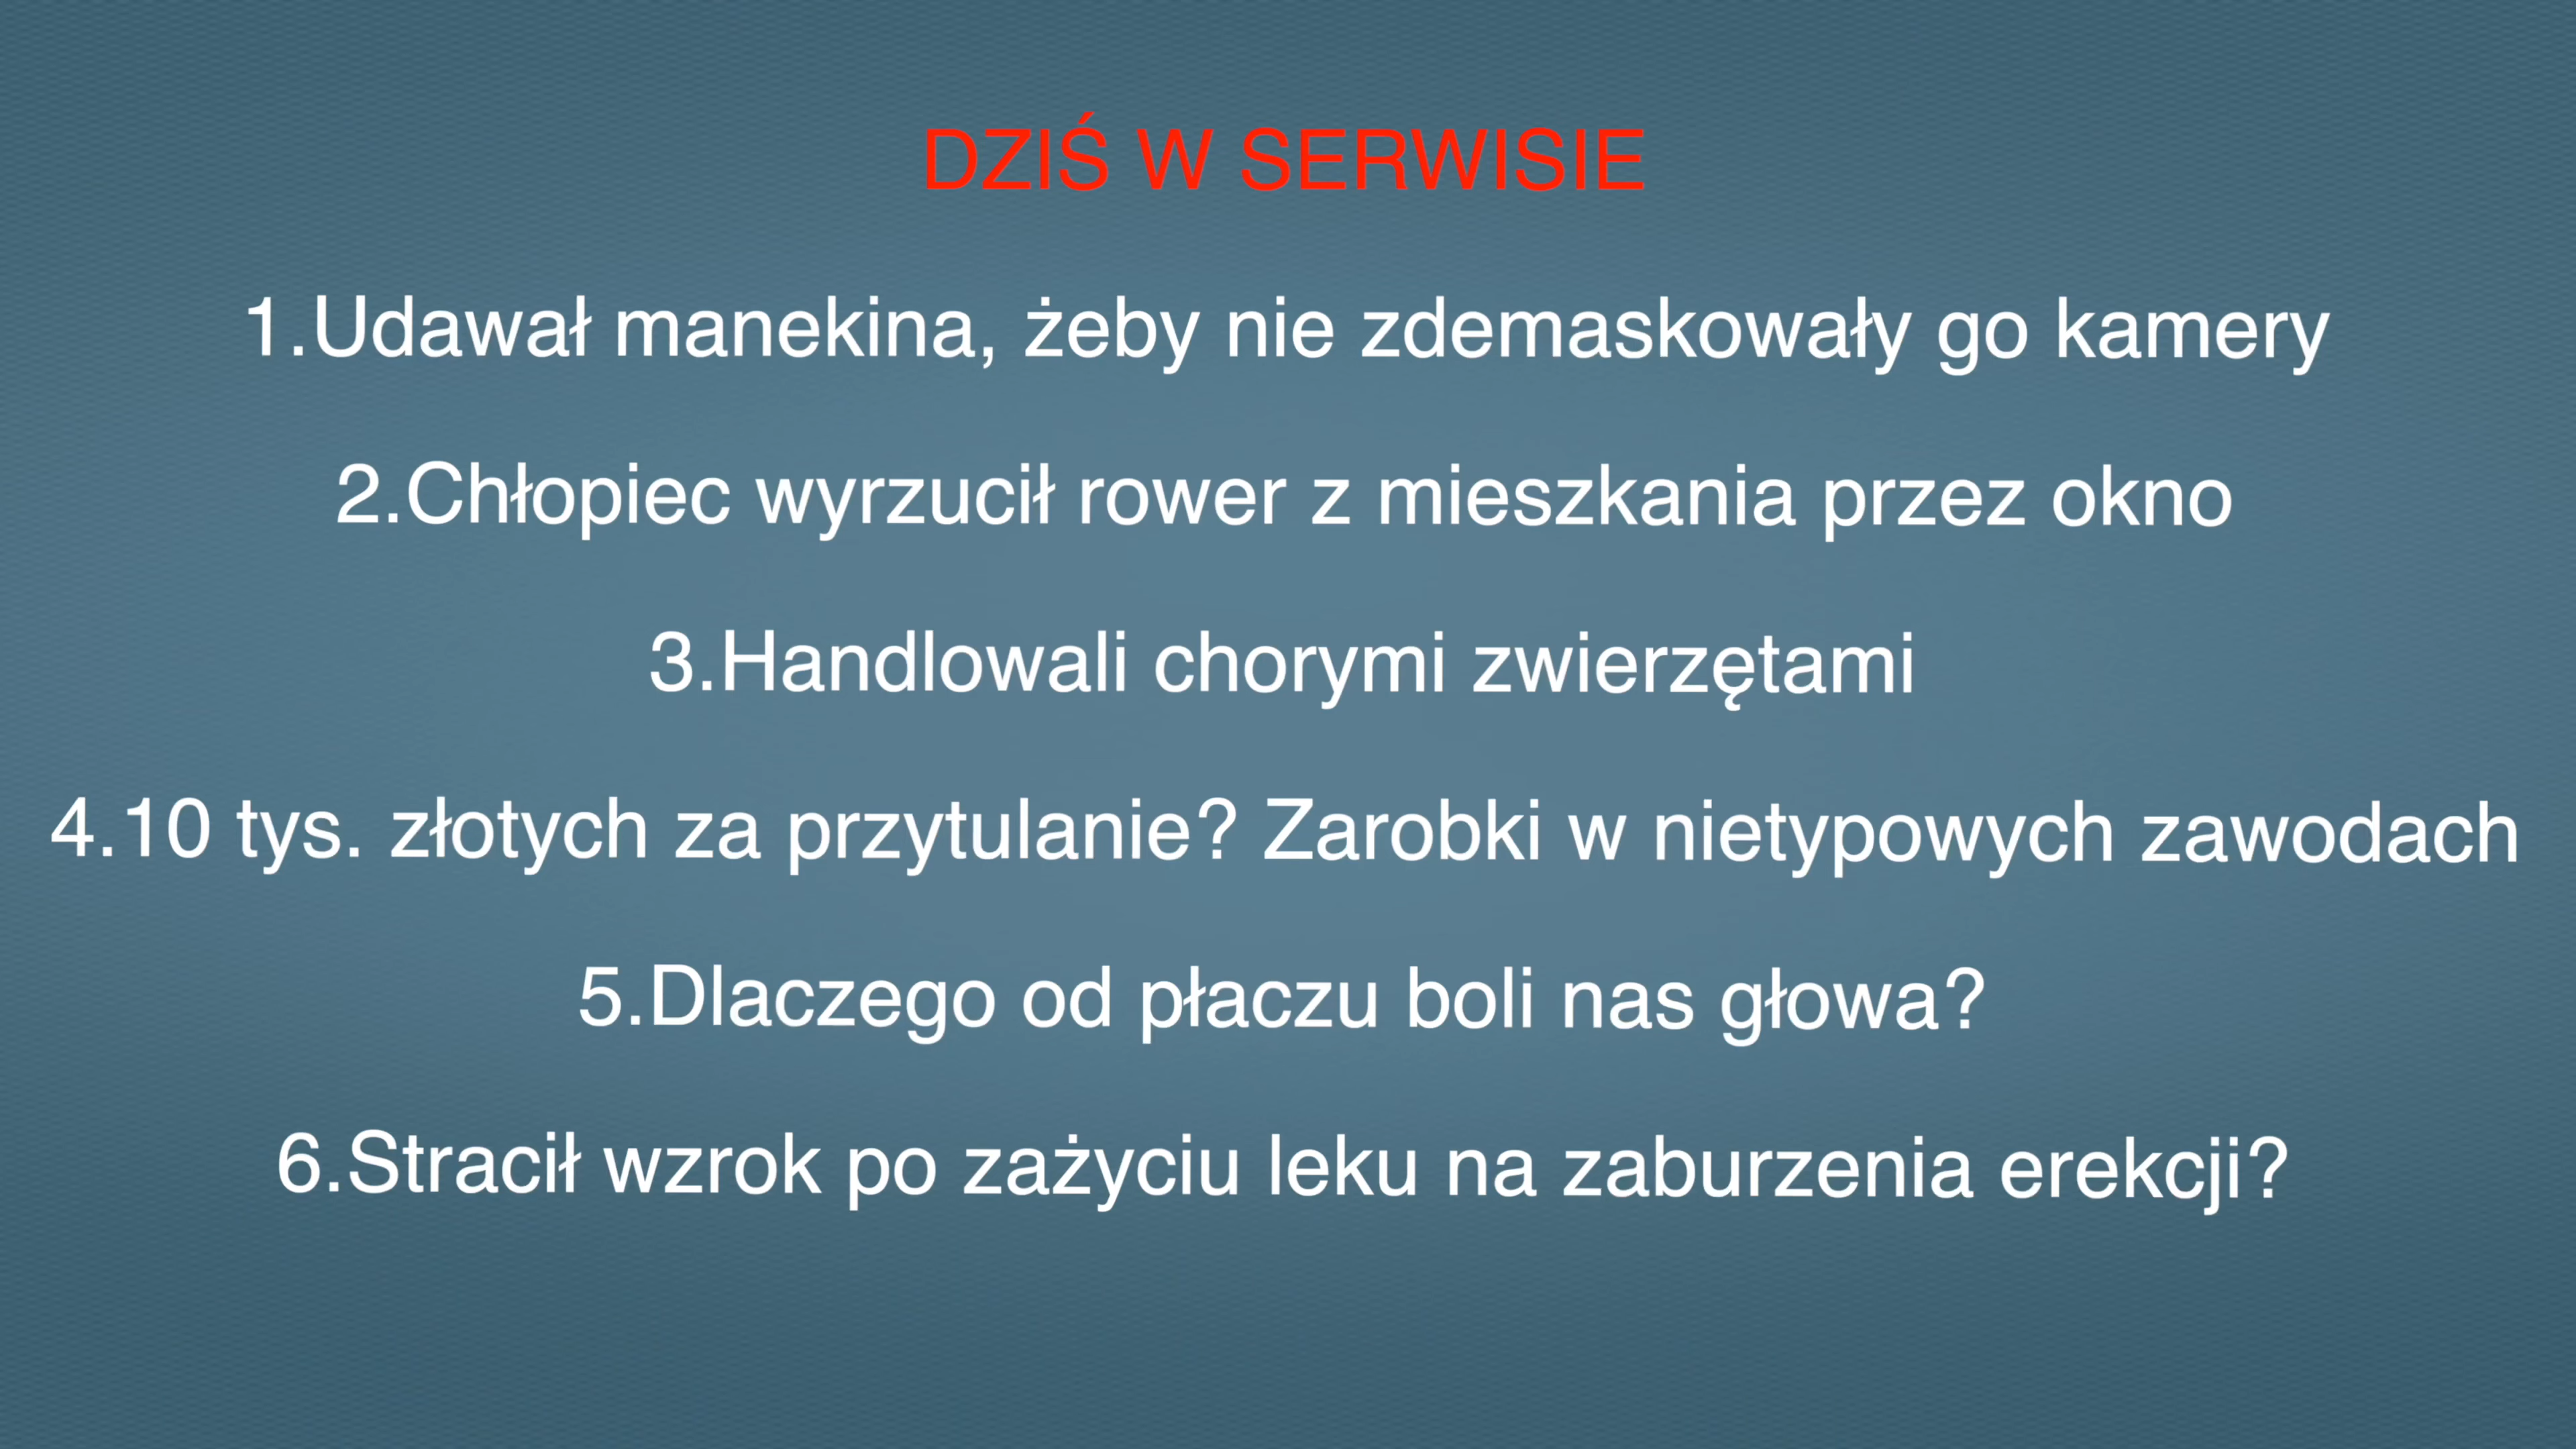 DZIŚ W SERWISIE
1.Udawał manekina, żeby nie zdemaskowały go kamery
2.Chłopiec wyrzucił rower z mieszkania przez okno
3.Handlowali chorymi zwierzętami
4.10 tys. złotych za przytulanie? Zarobki w nietypowych zawodach
5.Dlaczego od płaczu boli nas głowa?
6.Stracił wzrok po zażyciu leku na zaburzenia erekcji?